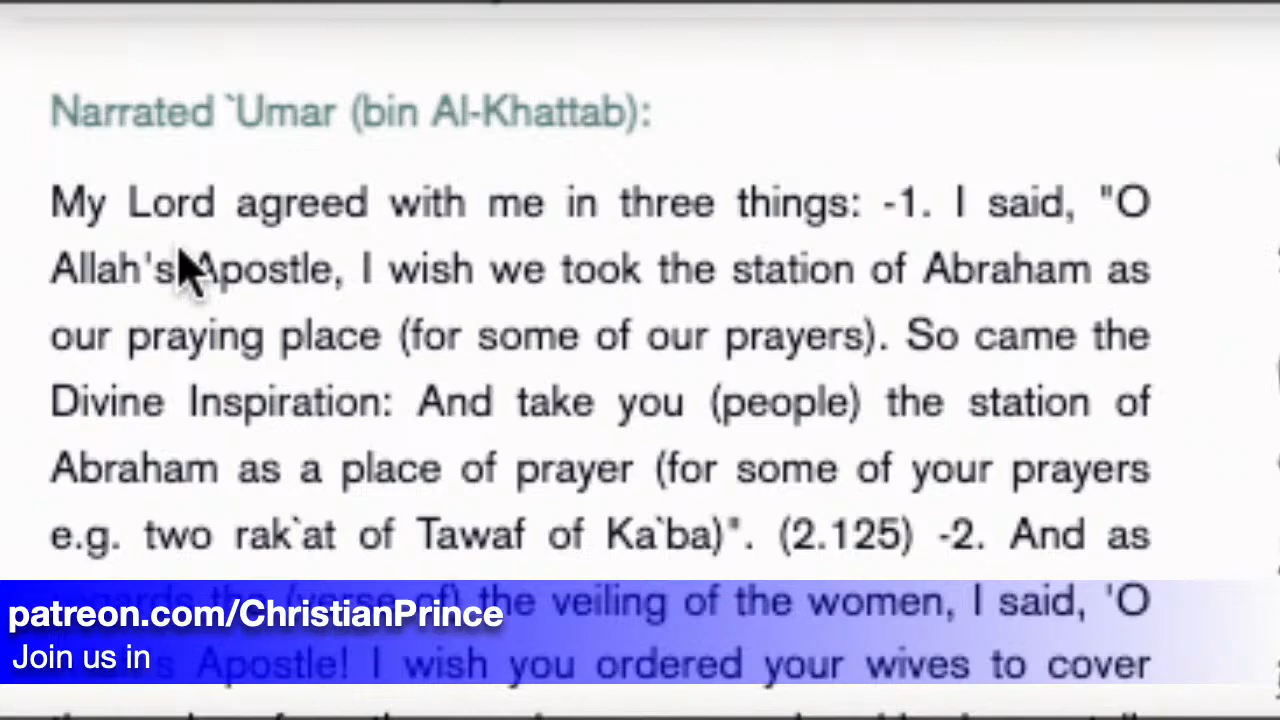 Narrated `Umar (bin Al-Khattab):
My Lord agreed with me in three things: -1. I said, "O
Allah's Apostle, I wish we took the station of Abraham as
our praying place (for some of our prayers). So came the
Divine Inspiration: And take you (people) the station of
Abraham as a place of prayer (for some of your prayers
e.g. two rak`at of Tawaf of Ka`ba)". (2.125) -2. And as
regards the (verse of) the veiling of the women, I said, 'O
patreon.com/ChristianPrince
Join us in
Apostle! I wish you ordered your wives to cover